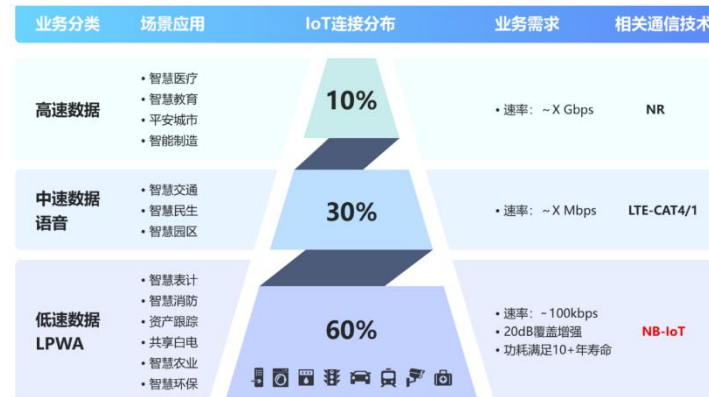 业务分类 场景应用 IoT连接分布 业务需求 相关通信技术
高速数据
• 智慧医疗
• 智慧教育
• 平安城市
• 智能制造
10%
• 速率：~X Gbps
NR
中速数据
语音
• 智慧交通
• 智慧民生
• 智慧园区
30%
• 速率：~X Mbps
LTE-CAT4/1
低速数据
LPWA
• 智慧表计
• 智慧消防
• 资产跟踪
• 共享白电
• 智慧农业
• 智慧环保
60%
• 速率：~100kbps
• 20dB覆盖增强
• 功耗满足10+年寿命
NB-IoT